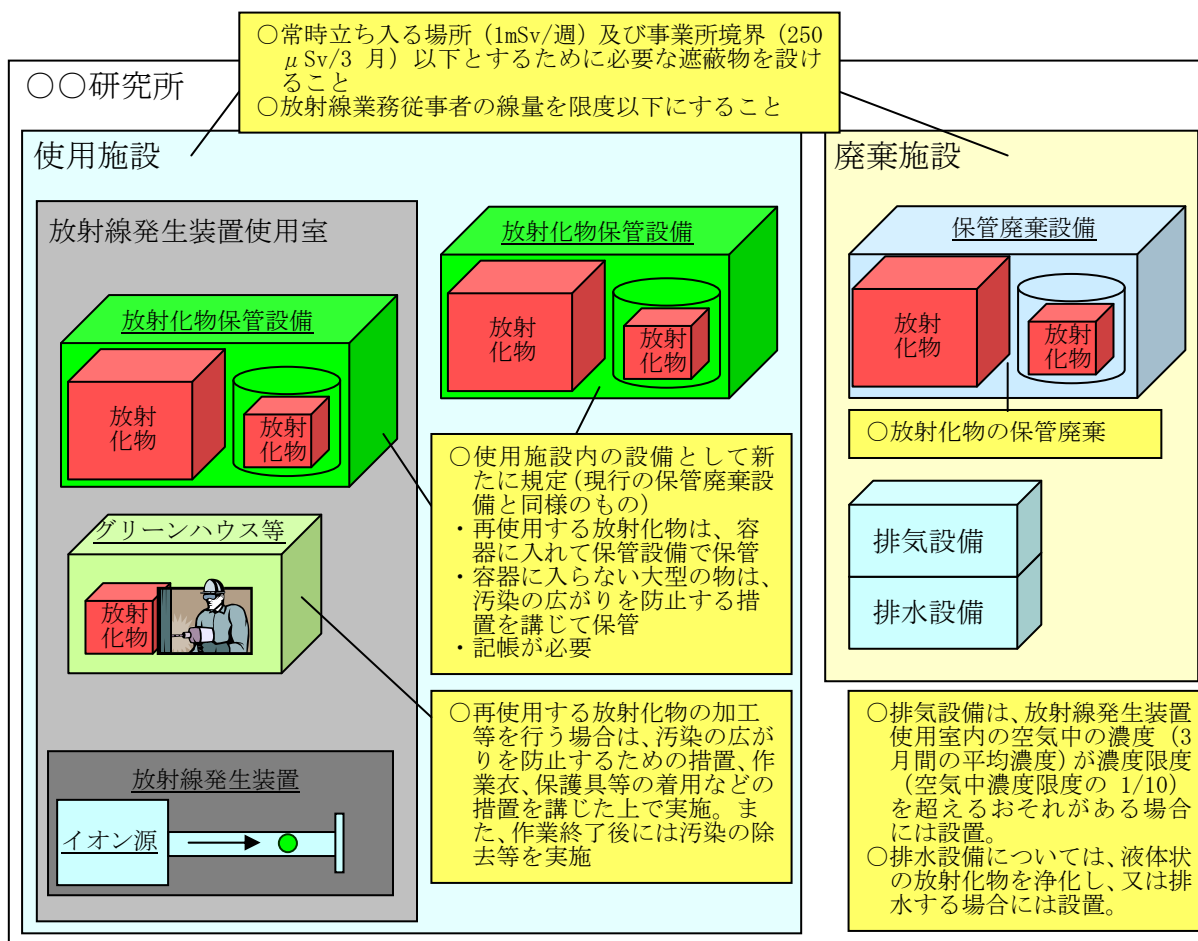 ○常時立ち入る場所（1mSv/週）及び事業所境界（250
μSv/3 月）以下とするために必要な遮蔽物を設け
ること
○放射線業務従事者の線量を限度以下にすること
○○研究所
使用施設
放射線発生装置使用室
放射化物保管設備
放射
化物
放射
化物
グリーンハウス等
放射
化物
放射線発生装置
イオン源
放射化物保管設備
放射
化物
放射
化物
○使用施設内の設備として新
たに規定(現行の保管廃棄設
備と同様のもの)
・再使用する放射化物は、容
器に入れて保管設備で保管
・容器に入らない大型の物は、
汚染の広がりを防止する措
置を講じて保管
・記帳が必要
○再使用する放射化物の加工
等を行う場合は、汚染の広が
りを防止するための措置、作
業衣、保護具等の着用などの
措置を講じた上で実施。ま
た、作業終了後には汚染の除
去等を実施
廃棄施設
保管廃棄設備
放射
化物
放射
化物
○放射化物の保管廃棄
排気設備
排水設備
○排気設備は、放射線発生装置
使用室内の空気中の濃度（3
月間の平均濃度）が濃度限度
（空気中濃度限度の 1/10）
を超えるおそれがある場合
には設置。
○排水設備については、液体状
の放射化物を浄化し、又は排
水する場合には設置。